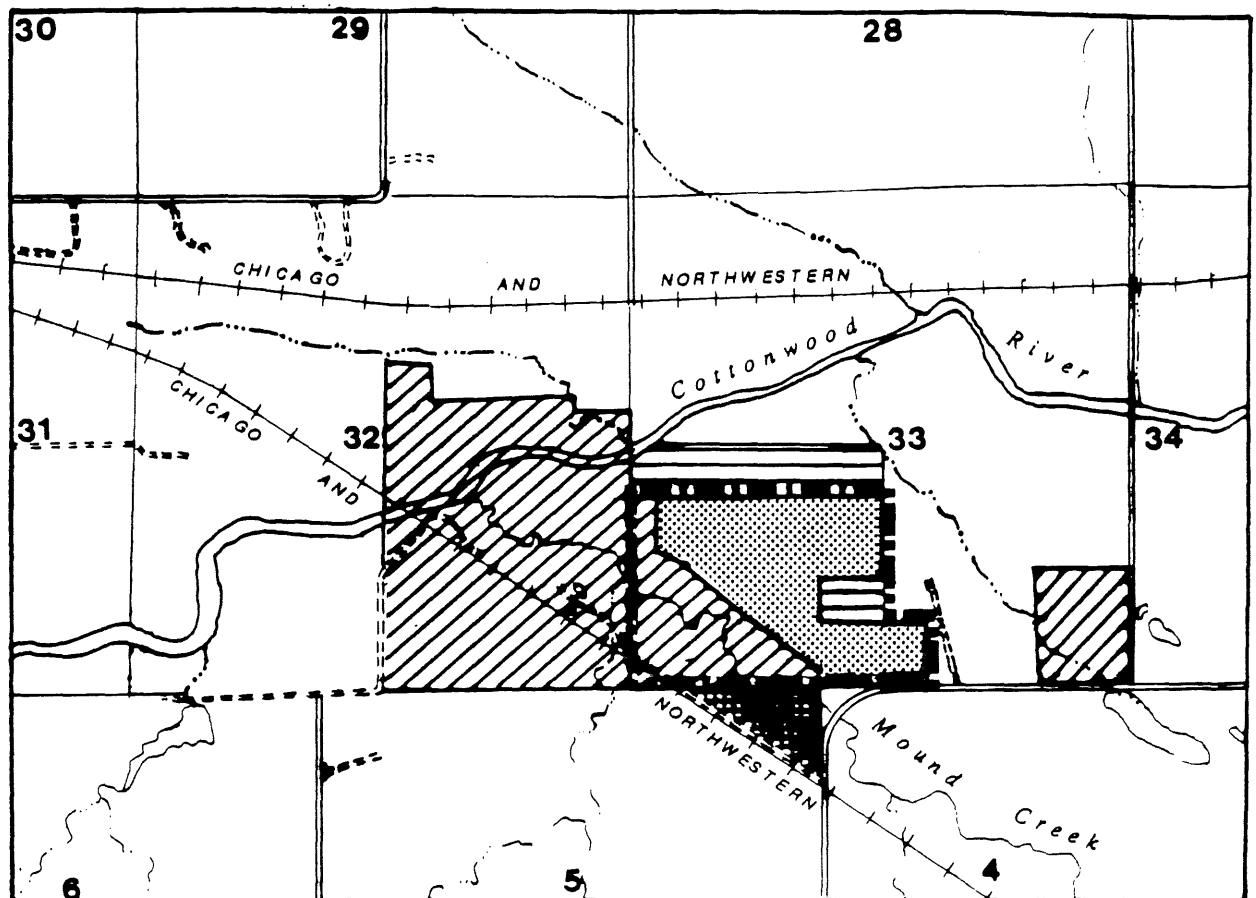 30 29 28
CHICAGO AND NORTHWESTERN
Cottonwood River
CHICAGO AND NORTHWESTERN
31 32 33 34
Mound Creek
6 5 4